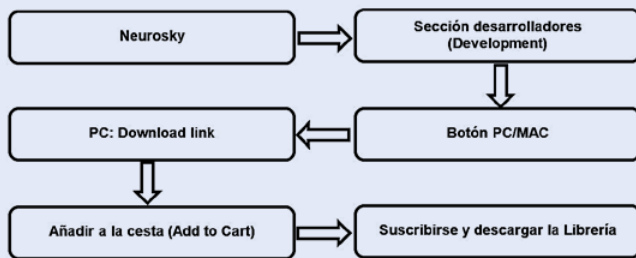 Neurosky
Sección desarrolladores
(Development)
Botón PC/MAC
PC: Download link
Añadir a la cesta (Add to Cart)
Suscribirse y descargar la Librería